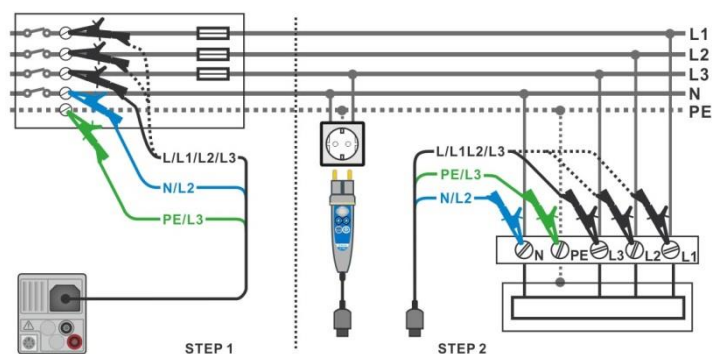 L1
L2
L3
N
PE
L/L1/L2/L3
N/L2
PE/L3
L/L1L2/L3
PE/L3
N/L2
N PE L3 L2 L1
STEP 1
STEP 2